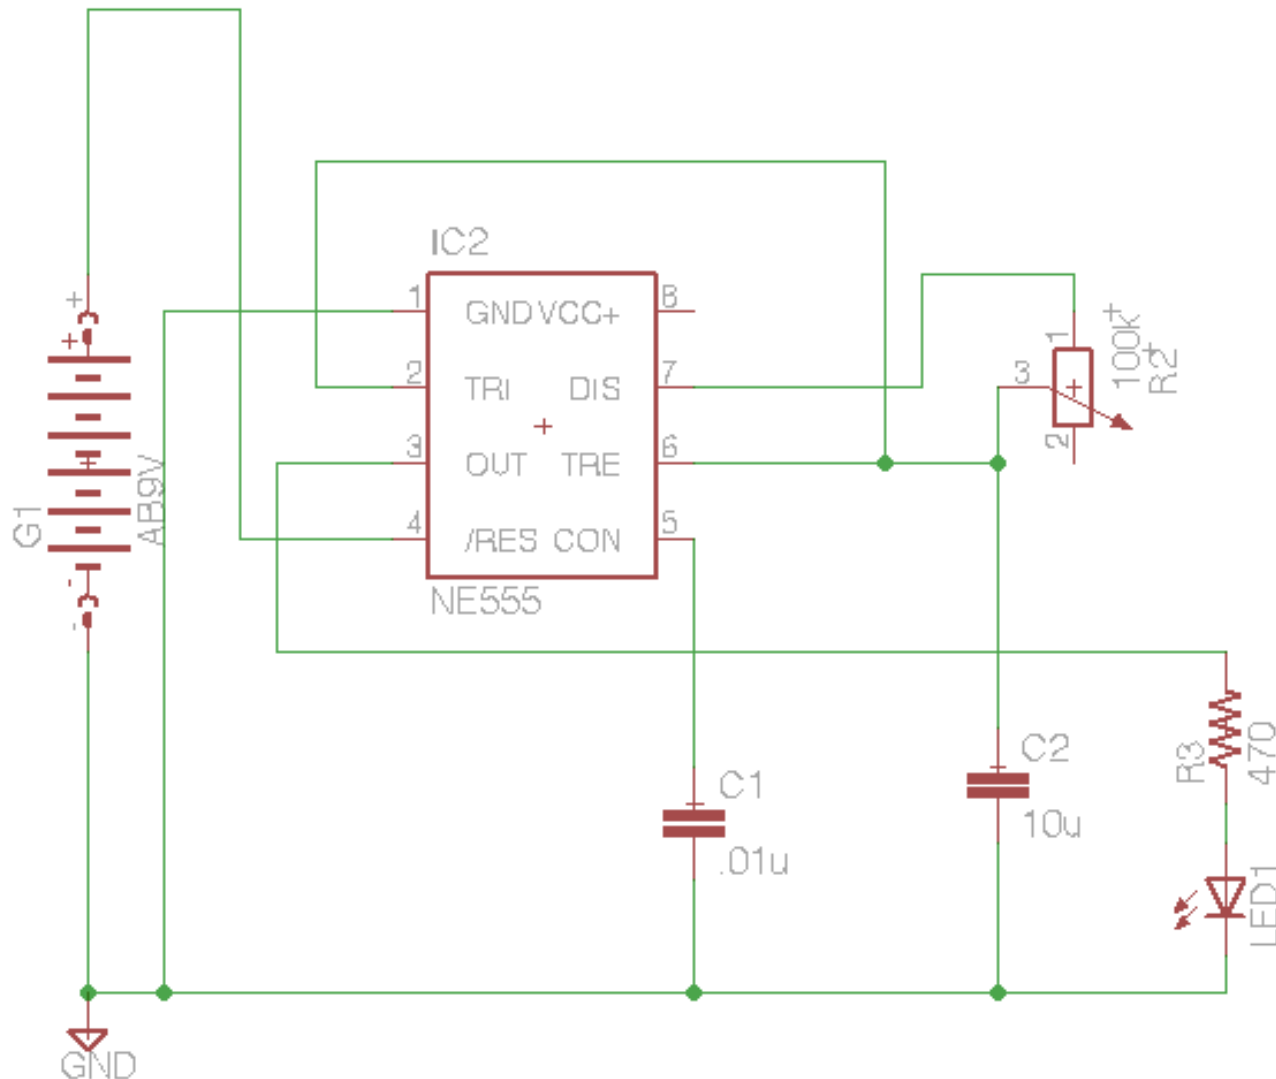 IC2
1 GND VCC+ 8
2 TRI DIS 7
3 OUT TRE 6
4 /RES CON 5
NE555
+
+
-
-
G1
AB9V
1
3
2
100k
R2
C1
.01u
C2
10u
R3
470
LED1
GND